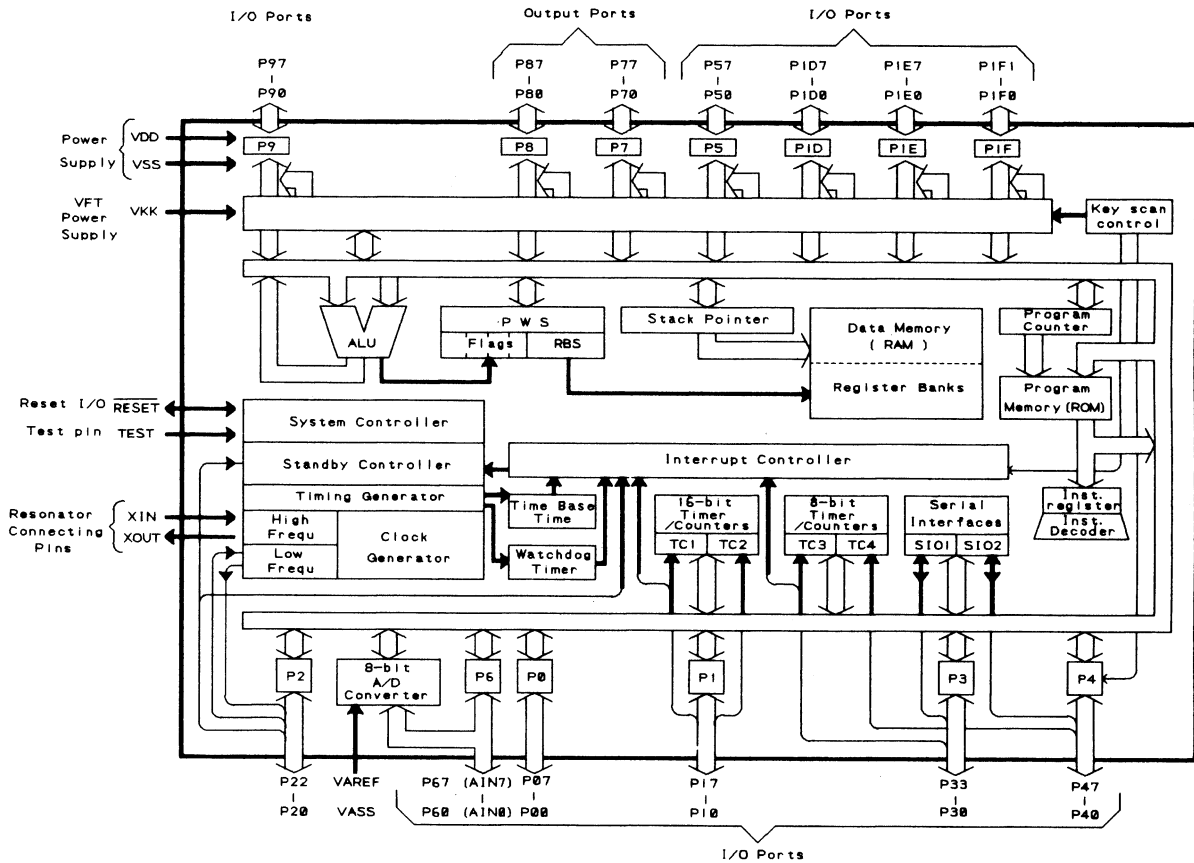 I/O Ports
Output Ports
I/O Ports
P97
|
P90
P87
|
P80
P77
|
P70
P57
|
P50
P1D7
|
P1D0
P1E7
|
P1E0
P1F1
|
P1F0
Power
Supply
VDD
VSS
P9
P8
P7
P5
P1D
P1E
P1F
VFT
Power
Supply
VKK
Key scan
control
ALU
P W S
Flags
RBS
Stack Pointer
Data Memory
( RAM )
Register Banks
Program
Counter
Program
Memory (ROM)
Reset I/O RESET
Test pin TEST
System Controller
Standby Controller
Interrupt Controller
Timing Generator
Time Base
Time
16-bit
Timer
/Counters
TC1
TC2
8-bit
Timer
/Counters
TC3
TC4
Serial
Interfaces
SIO1
SIO2
Inst.
register
Inst.
Decoder
Resonator
Connecting
Pins
XIN
XOUT
High
Frequ
Low
Frequ
Clock
Generator
Watchdog
Timer
P2
8-bit
A/D
Converter
P6
P0
P1
P3
P4
P22
|
P20
VAREF
VASS
P67 (AIN7)
|
P60 (AIN0)
P07
|
P00
P17
|
P10
P33
|
P30
P47
|
P40
I/O Ports